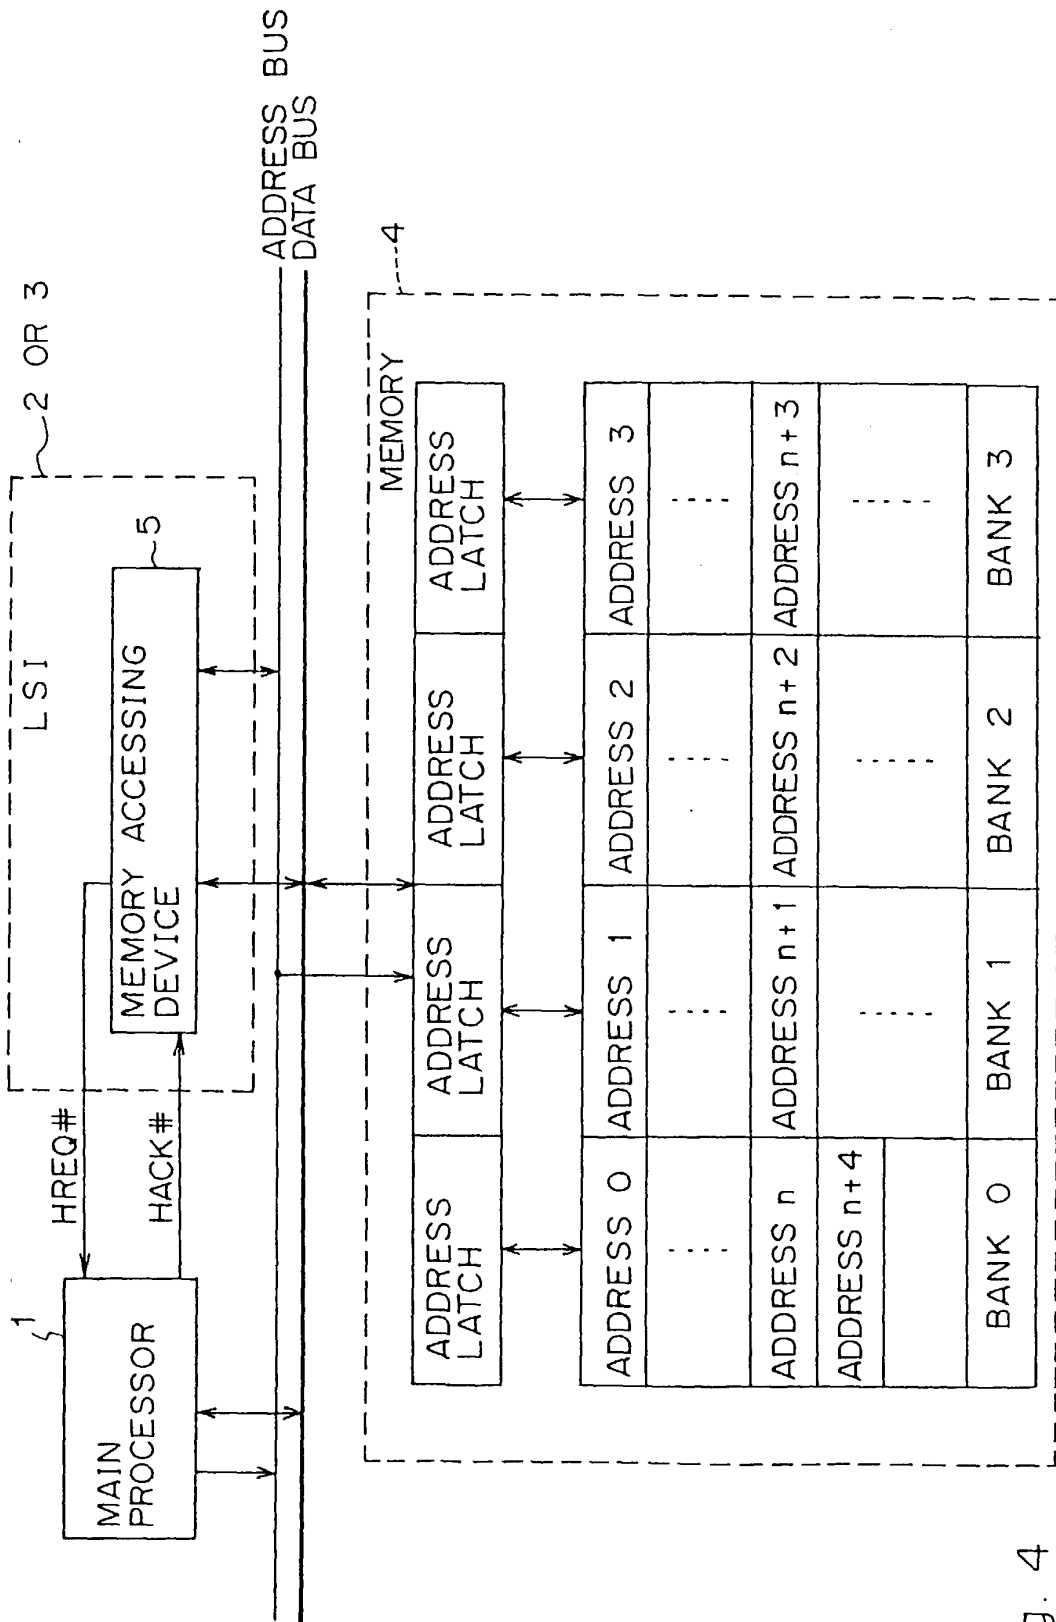 1
MAIN
PROCESSOR
HREQ#
HACK#
LSI
2 OR 3
MEMORY ACCESSING
DEVICE
5
ADDRESS BUS
DATA BUS
MEMORY
4
ADDRESS
LATCH
ADDRESS
LATCH
ADDRESS
LATCH
ADDRESS
LATCH
ADDRESS 0
ADDRESS 1
ADDRESS 2
ADDRESS 3
ADDRESS n
ADDRESS n+1
ADDRESS n+2
ADDRESS n+3
ADDRESS n+4
BANK 0
BANK 1
BANK 2
BANK 3
g. 4